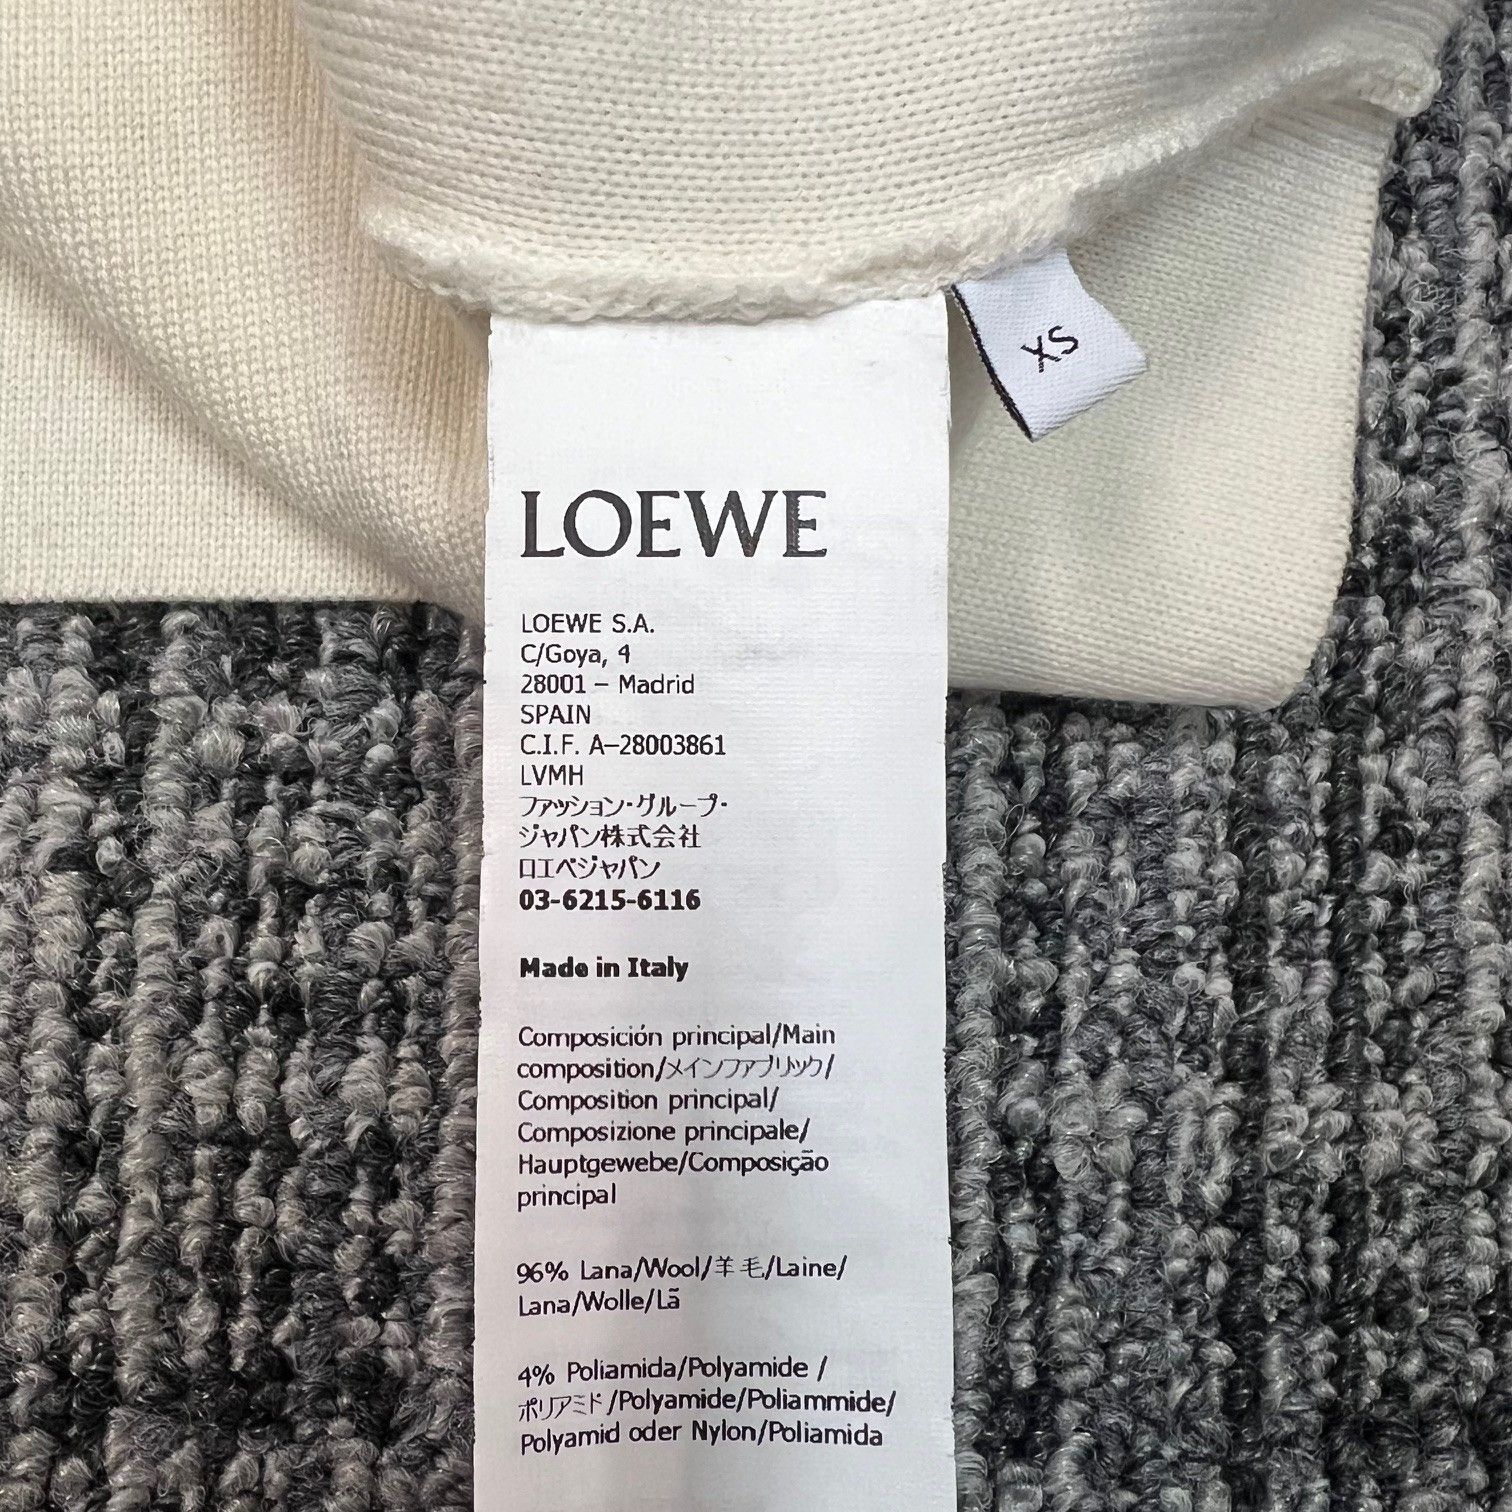 XS
LOEWE
LOEWE S.A.
C/Goya, 4
28001 – Madrid
SPAIN
C.I.F. A–28003861
LVMH
ファッション・グループ・
ジャパン株式会社
ロエベジャパン
03-6215-6116
Made in Italy
Composición principal/Main
composition/メインファブリック/
Composition principal/
Composizione principale/
Hauptgewebe/Composição
principal
96% Lana/Wool/羊毛/Laine/
Lana/Wolle/Lã
4% Poliamida/Polyamide /
ポリアミド/Polyamide/Poliammide/
Polyamid oder Nylon/Poliamida